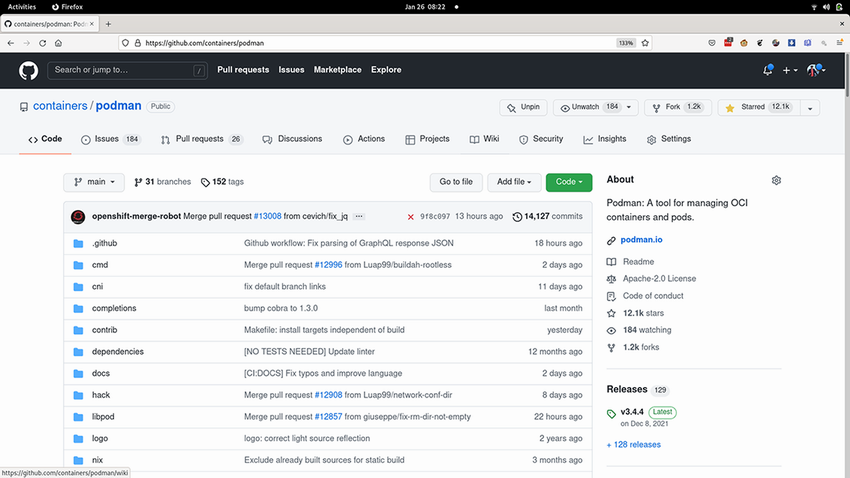 Activities Firefox Jan 26 08:22
containers/podman: Pod
https://github.com/containers/podman 133%
Search or jump to… / Pull requests Issues Marketplace Explore
containers / podman Public Unpin Unwatch 184 Fork 1.2k Starred 12.1k
Code Issues 184 Pull requests 26 Discussions Actions Projects Wiki Security Insights Settings
main 31 branches 152 tags Go to file Add file Code
openshift-merge-robot Merge pull request #13008 from cevich/fix_jq ... 9f8c097 13 hours ago 14,127 commits
.github Github workflow: Fix parsing of GraphQL response JSON 18 hours ago
cmd Merge pull request #12996 from Luap99/buildah-rootless 2 days ago
cni fix default branch links 11 days ago
completions bump cobra to 1.3.0 last month
contrib Makefile: install targets independent of build yesterday
dependencies [NO TESTS NEEDED] Update linter 12 months ago
docs [CI:DOCS] Fix typos and improve language 2 days ago
hack Merge pull request #12908 from Luap99/network-conf-dir 8 days ago
libpod Merge pull request #12857 from giuseppe/fix-rm-dir-not-empty 22 hours ago
logo logo: correct light source reflection 2 years ago
nix Exclude already built sources for static build 3 months ago
About
Podman: A tool for managing OCI
containers and pods.
podman.io
Readme
Apache-2.0 License
Code of conduct
12.1k stars
184 watching
1.2k forks
Releases 129
v3.4.4 Latest
on Dec 8, 2021
+ 128 releases
https://github.com/containers/podman/wiki